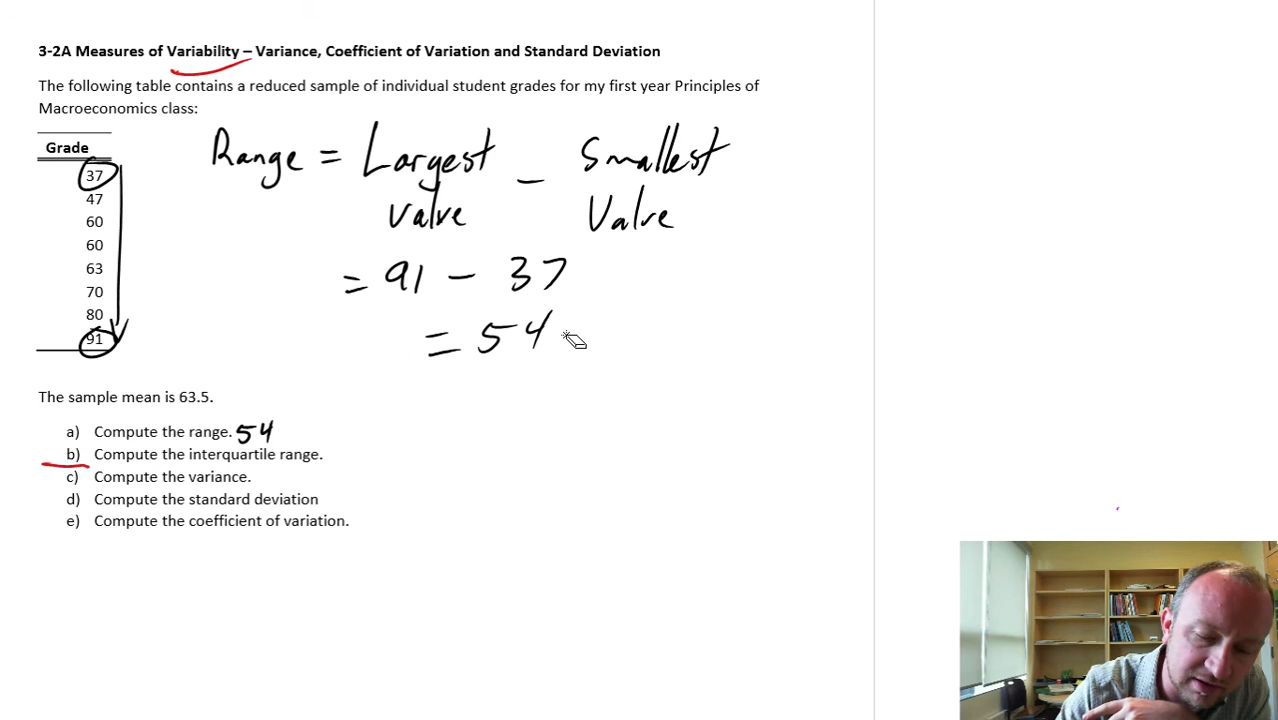 3-2A Measures of Variability – Variance, Coefficient of Variation and Standard Deviation
The following table contains a reduced sample of individual student grades for my first year Principles of
Macroeconomics class:
Grade
37
47
60
60
63
70
80
91
Range = Largest value – Smallest Value
= 91 – 37
= 54
The sample mean is 63.5.
a) Compute the range. 54
b) Compute the interquartile range.
c) Compute the variance.
d) Compute the standard deviation
e) Compute the coefficient of variation.